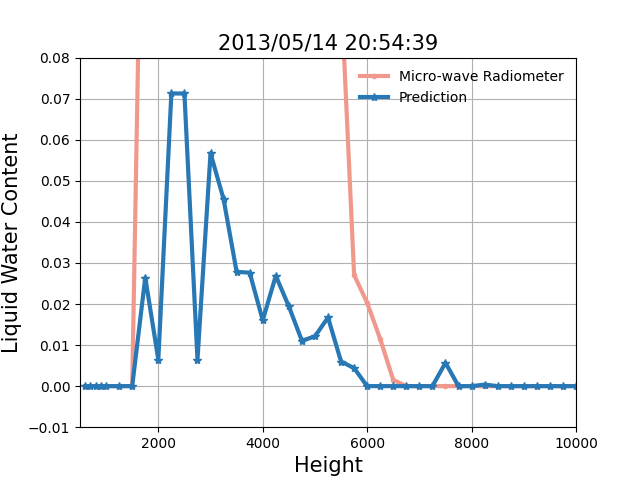 2013/05/14 20:54:39
Micro-wave Radiometer
Prediction
Liquid Water Content
0.08
0.07
0.06
0.05
0.04
0.03
0.02
0.01
0.00
−0.01
2000 4000 6000 8000 10000
Height